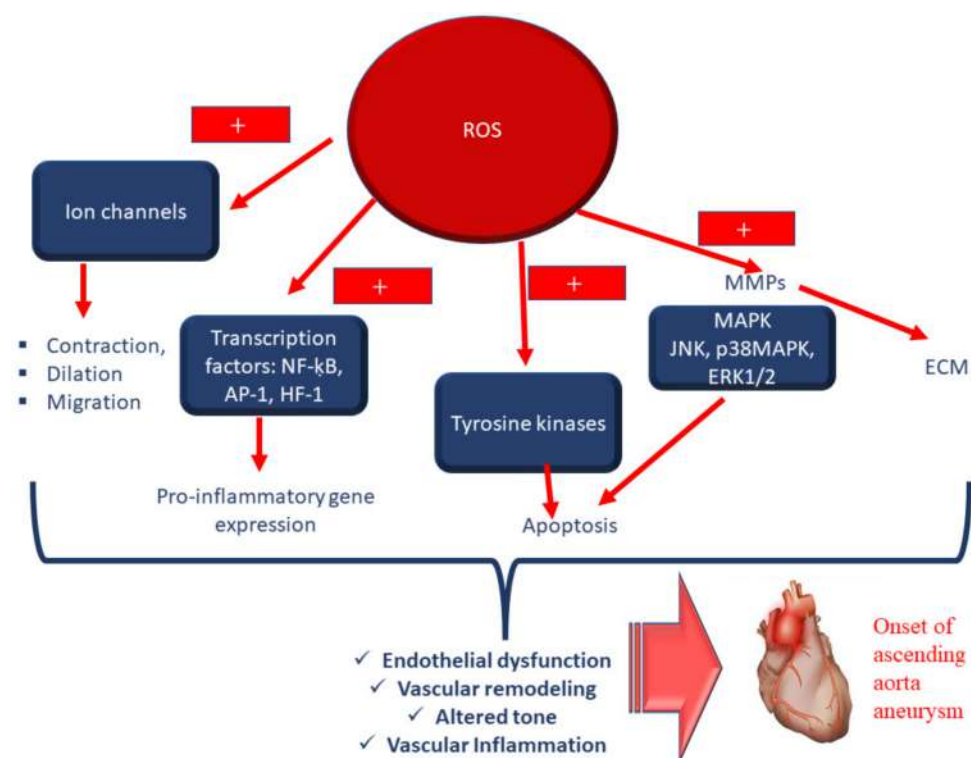 ROS
+
+
+
+
Ion channels
Contraction,
Dilation
Migration
Transcription
factors: NF-ķB,
AP-1, HF-1
Pro-inflammatory gene
expression
Tyrosine kinases
MMPs
MAPK
JNK, p38MAPK,
ERK1/2
ECM
Apoptosis
✓ Endothelial dysfunction
✓ Vascular remodeling
✓ Altered tone
✓ Vascular Inflammation
Onset of
ascending
aorta
aneurysm